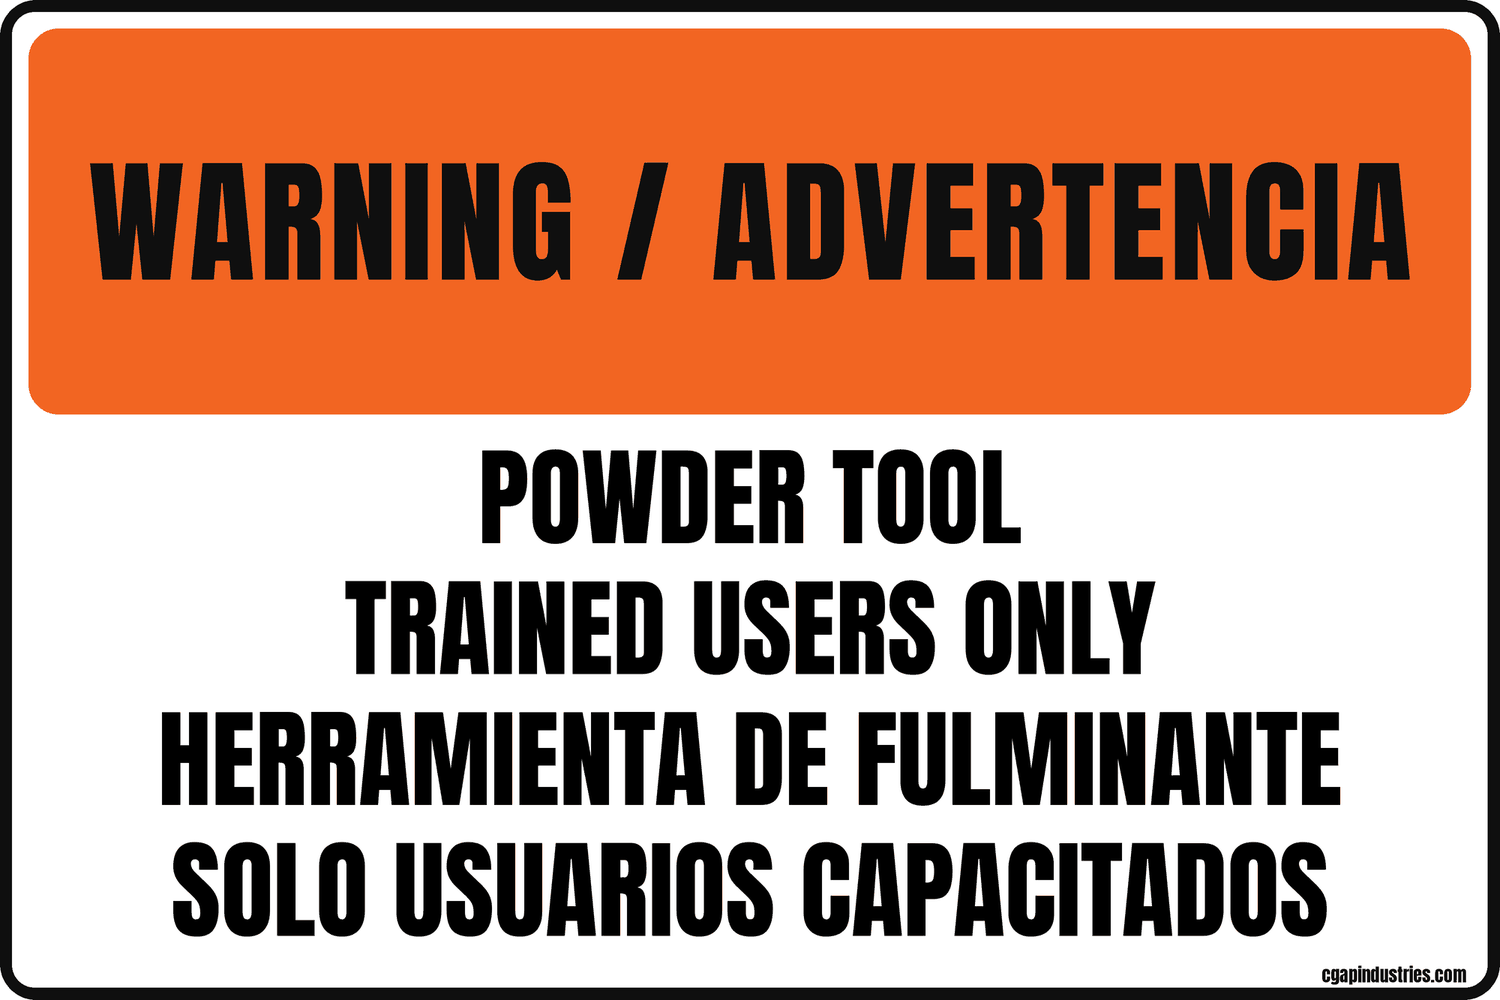 WARNING / ADVERTENCIA
POWDER TOOL
TRAINED USERS ONLY
HERRAMIENTA DE FULMINANTE
SOLO USUARIOS CAPACITADOS
cgapindustries.com